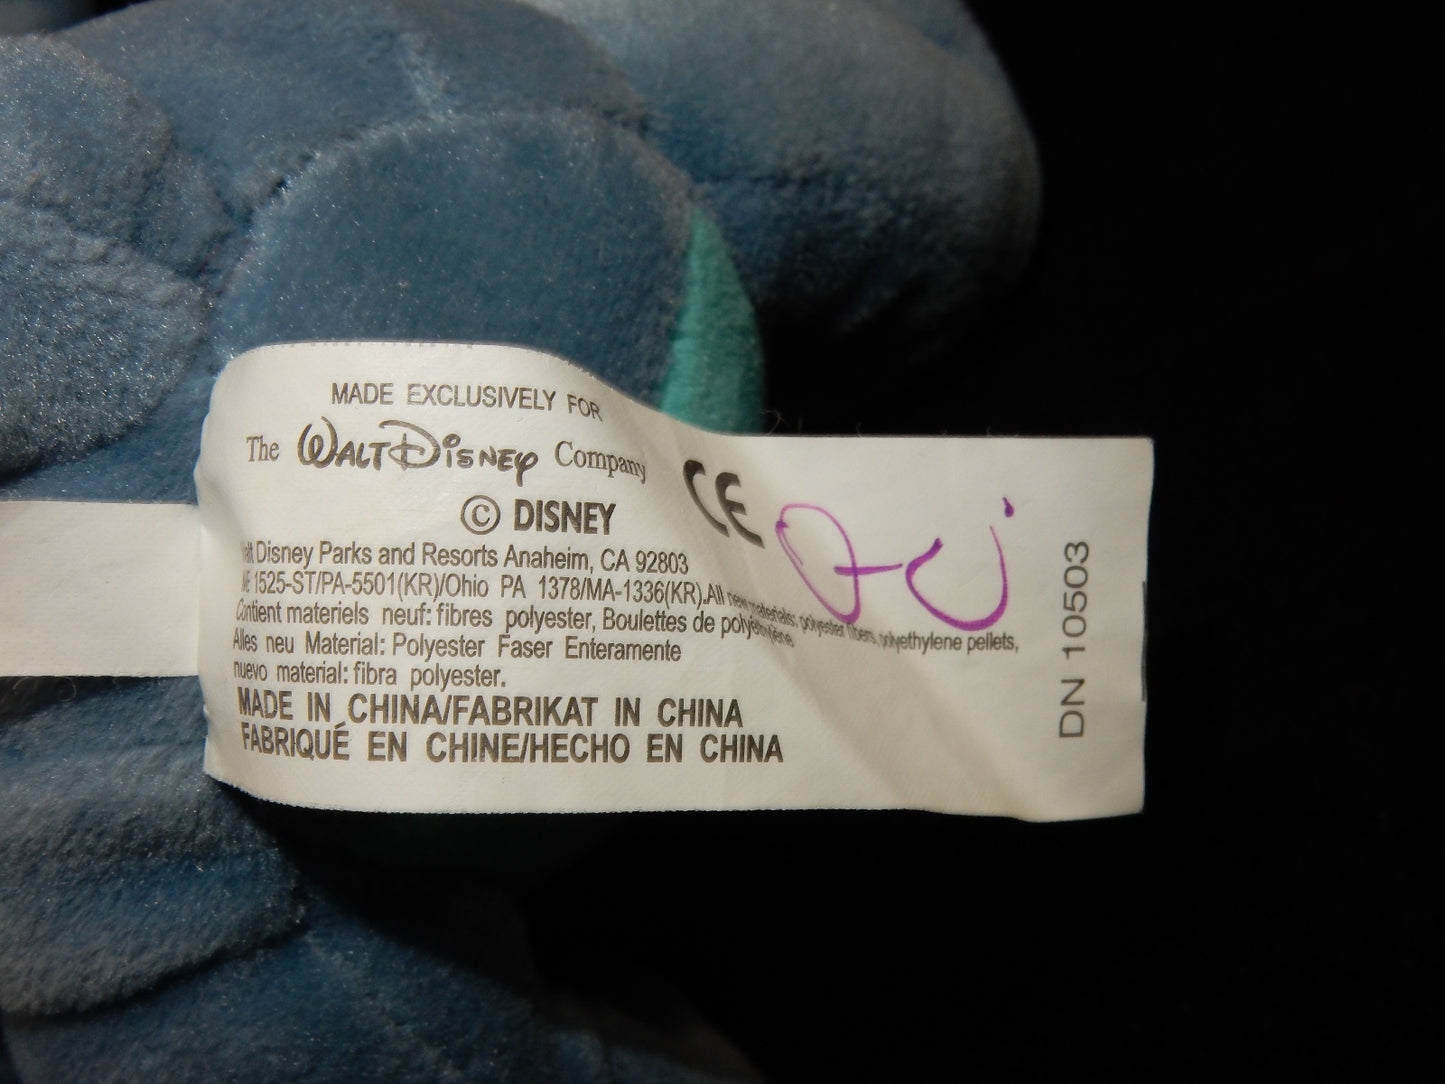 MADE EXCLUSIVELY FOR
The WALT DISNEY Company
CE
© DISNEY
Disney Parks and Resorts Anaheim, CA 92803
1525-ST/PA-5501(KR)/Ohio PA 1378/MA-1336(KR).All new materials: polyester fibers, polyethylene pellets,
Contient materiels neuf: fibres polyester, Boulettes de polyéthylène
Alles neu Material: Polyester Faser Enteramente
nuevo material: fibra polyester.
MADE IN CHINA/FABRIKAT IN CHINA
FABRIQUÉ EN CHINE/HECHO EN CHINA
DN 10503